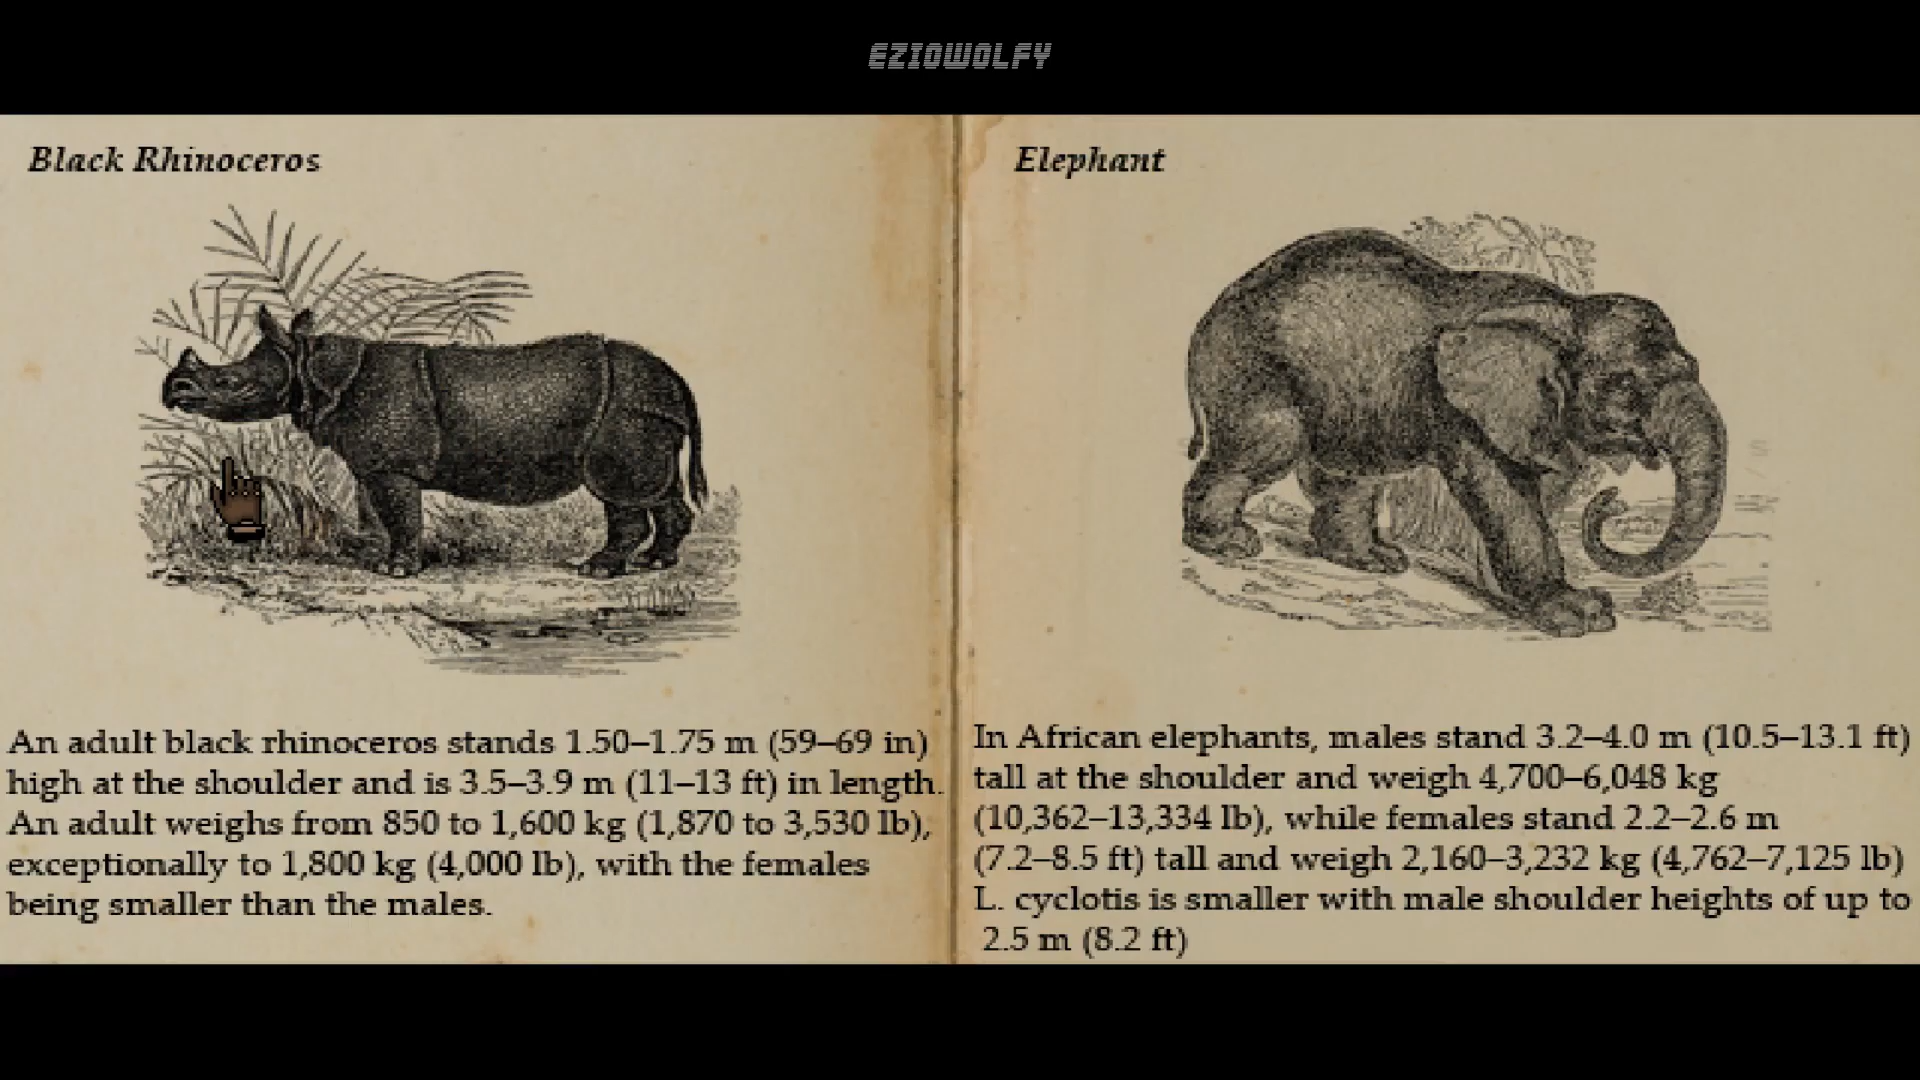 EZIOWOLFY
Black Rhinoceros
An adult black rhinoceros stands 1.50–1.75 m (59–69 in)
high at the shoulder and is 3.5–3.9 m (11–13 ft) in length.
An adult weighs from 850 to 1,600 kg (1,870 to 3,530 lb),
exceptionally to 1,800 kg (4,000 lb), with the females
being smaller than the males.
Elephant
In African elephants, males stand 3.2–4.0 m (10.5–13.1 ft)
tall at the shoulder and weigh 4,700–6,048 kg
(10,362–13,334 lb), while females stand 2.2–2.6 m
(7.2–8.5 ft) tall and weigh 2,160–3,232 kg (4,762–7,125 lb)
L. cyclotis is smaller with male shoulder heights of up to
2.5 m (8.2 ft)